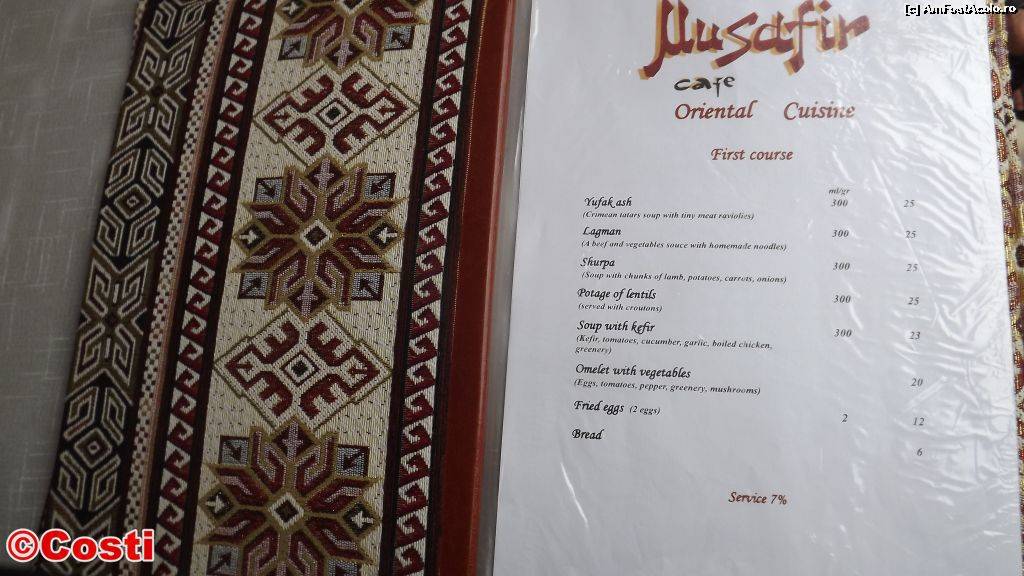 [c] AmFostAcolo.ro
Musafir
cafe
Oriental Cuisine
First course
ml/gr
Yufak ash 300 25
(Crimean tatars soup with tiny meat raviolies)
Lagman 300 25
(A beef and vegetables souce with homemade noodles)
Shurpa 300 25
(Soup with chunks of lamb, potatoes, carrots, onions)
Potage of lentils 300 25
(served with croutons)
Soup with kefir 300 23
(Kefir, tomatoes, cucumber, garlic, boiled chicken,
greenery)
Omelet with vegetables 20
(Eggs, tomatoes, pepper, greenery, mushrooms)
Fried eggs (2 eggs) 2 12
Bread 6
Service 7%
©Costi